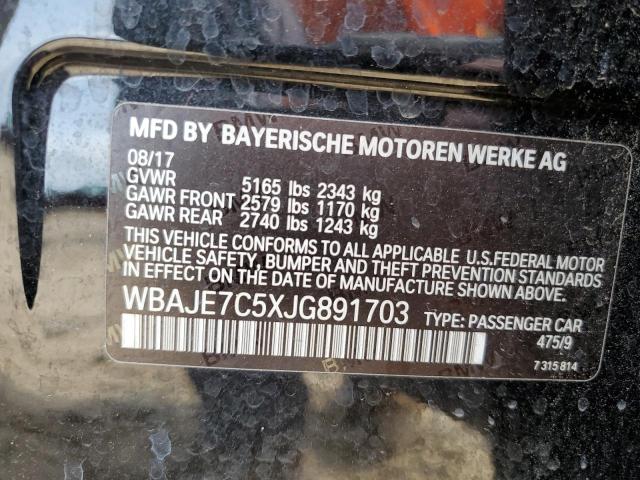 MFD BY BAYERISCHE MOTOREN WERKE AG
08/17
GVWR 5165 lbs 2343 kg
GAWR FRONT 2579 lbs 1170 kg
GAWR REAR 2740 lbs 1243 kg
THIS VEHICLE CONFORMS TO ALL APPLICABLE U.S.FEDERAL MOTOR
VEHICLE SAFETY, BUMPER AND THEFT PREVENTION STANDARDS
IN EFFECT ON THE DATE OF MANUFACTURE SHOWN ABOVE.
WBAJE7C5XJG891703 TYPE: PASSENGER CAR
475/9
7 315 814